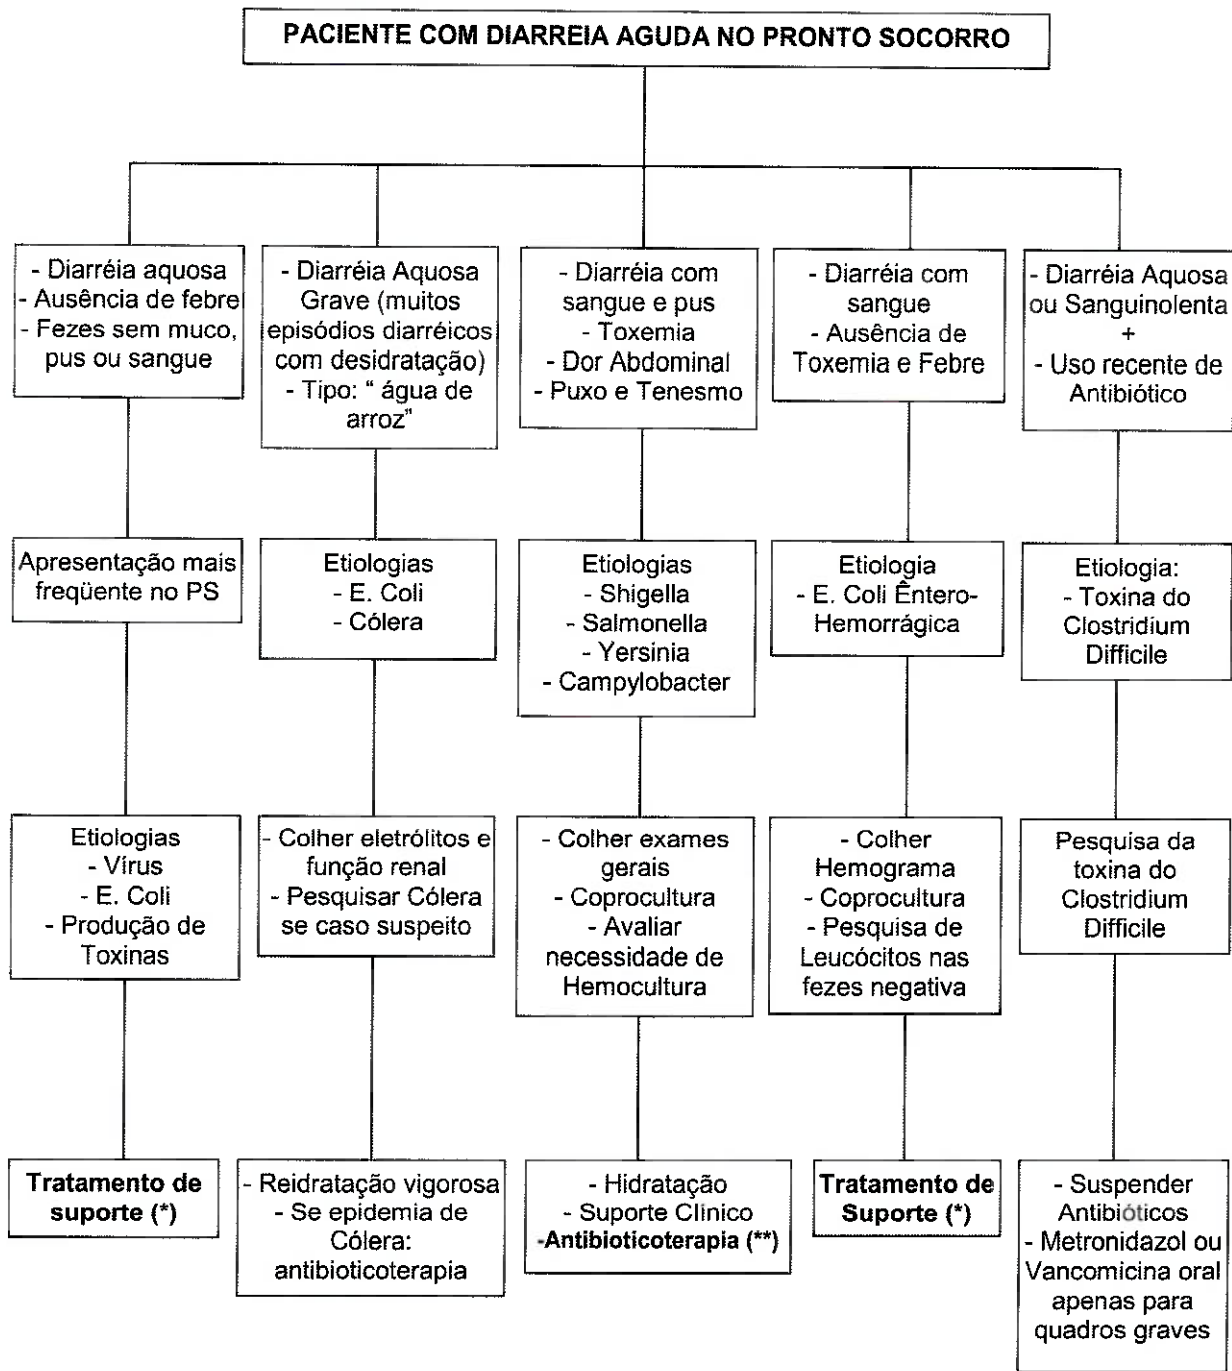 PACIENTE COM DIARREIA AGUDA NO PRONTO SOCORRO
- Diarréia aquosa
- Ausência de febre
- Fezes sem muco,
pus ou sangue
- Diarréia Aquosa
Grave (muitos
episódios diarréicos
com desidratação)
- Tipo: “ água de
arroz”
- Diarréia com
sangue e pus
- Toxemia
- Dor Abdominal
- Puxo e Tenesmo
- Diarréia com
sangue
- Ausência de
Toxemia e Febre
- Diarréia Aquosa
ou Sanguinolenta
+
- Uso recente de
Antibiótico
Apresentação mais
freqüente no PS
Etiologias
- E. Coli
- Cólera
Etiologias
- Shigella
- Salmonella
- Yersinia
- Campylobacter
Etiologia
- E. Coli Êntero-
Hemorrágica
Etiologia:
- Toxina do
Clostridium
Difficile
Etiologias
- Vírus
- E. Coli
- Produção de
Toxinas
- Colher eletrólitos e
função renal
- Pesquisar Cólera
se caso suspeito
- Colher exames
gerais
- Coprocultura
- Avaliar
necessidade de
Hemocultura
- Colher
Hemograma
- Coprocultura
- Pesquisa de
Leucócitos nas
fezes negativa
Pesquisa da
toxina do
Clostridium
Difficile
Tratamento de
suporte (*)
- Reidratação vigorosa
- Se epidemia de
Cólera:
antibioticoterapia
- Hidratação
- Suporte Clínico
-Antibioticoterapia (**)
Tratamento de
Suporte (*)
- Suspender
Antibióticos
- Metronidazol ou
Vancomicina oral
apenas para
quadros graves